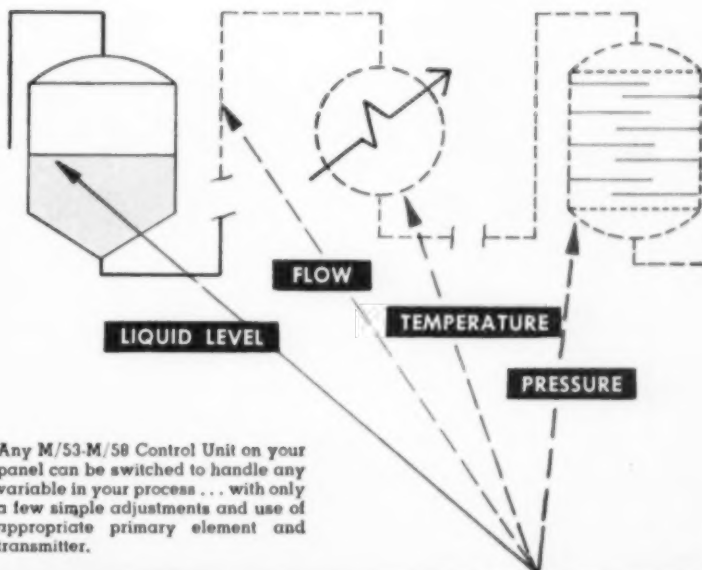 FLOW
LIQUID LEVEL
TEMPERATURE
PRESSURE
Any M/53-M/58 Control Unit on your
panel can be switched to handle any
variable in your process ... with only
a few simple adjustments and use of
appropriate primary element and
transmitter.